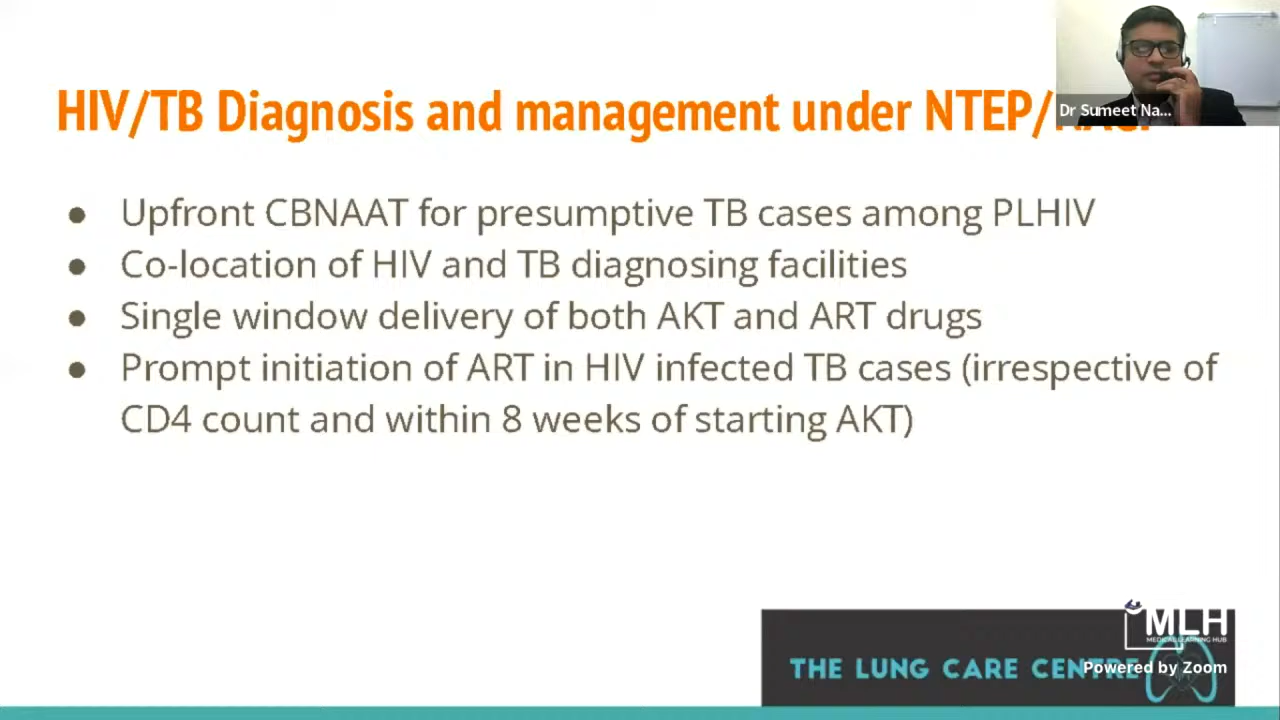 HIV/TB Diagnosis and management under NTEP/
Dr Sumeet Na...
● Upfront CBNAAT for presumptive TB cases among PLHIV
● Co-location of HIV and TB diagnosing facilities
● Single window delivery of both AKT and ART drugs
● Prompt initiation of ART in HIV infected TB cases (irrespective of
CD4 count and within 8 weeks of starting AKT)
MLH
MEDICAL LEARNING HUB
THE LUNG CARE CENTRE
Powered by Zoom